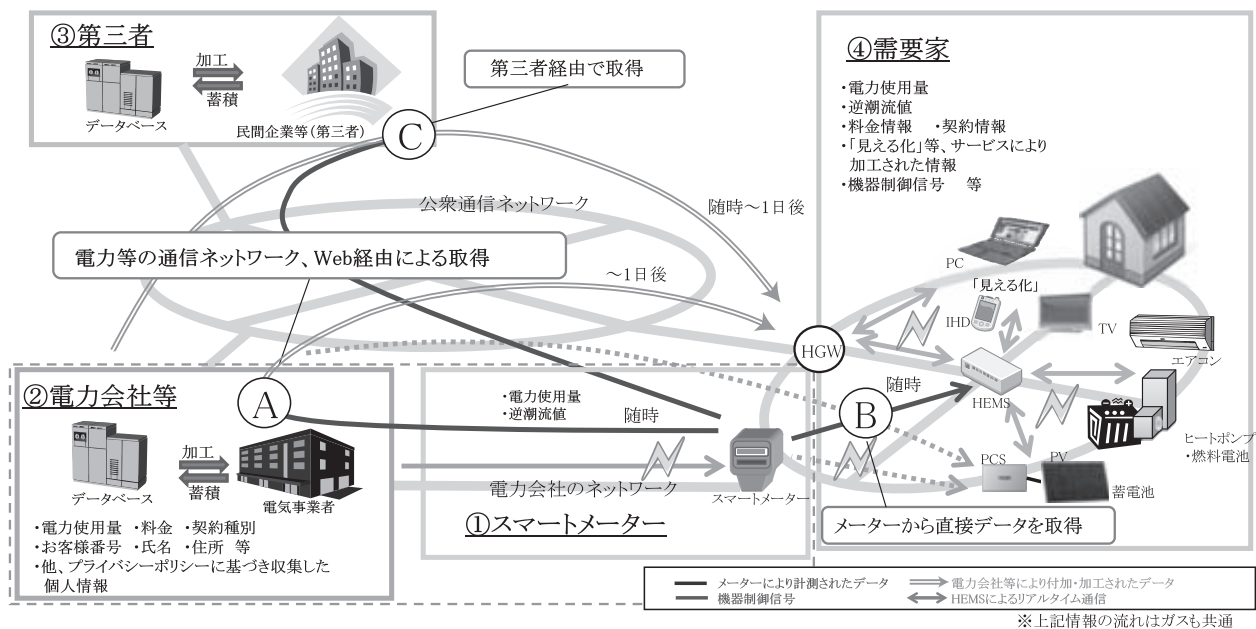 ③第三者
加工
蓄積
データベース
民間企業等(第三者)
C
第三者経由で取得
公衆通信ネットワーク
随時～1日後
電力等の通信ネットワーク、Web経由による取得
～1日後
②電力会社等
A
加工
蓄積
データベース
電気事業者
・電力使用量 ・料金 ・契約種別
・お客様番号 ・氏名 ・住所 等
・他、プライバシーポリシーに基づき収集した
個人情報
・電力使用量
・逆潮流値
随時
電力会社のネットワーク
スマートメーター
①スマートメーター
④需要家
・電力使用量
・逆潮流値
・料金情報 ・契約情報
・「見える化」等、サービスにより
加工された情報
・機器制御信号 等
PC
「見える化」
IHD
TV
エアコン
HGW
随時
HEMS
B
ヒートポンプ
・燃料電池
PCS
PV
蓄電池
メーターから直接データを取得
メーターにより計測されたデータ
電力会社等により付加・加工されたデータ
機器制御信号
HEMSによるリアルタイム通信
※上記情報の流れはガスも共通